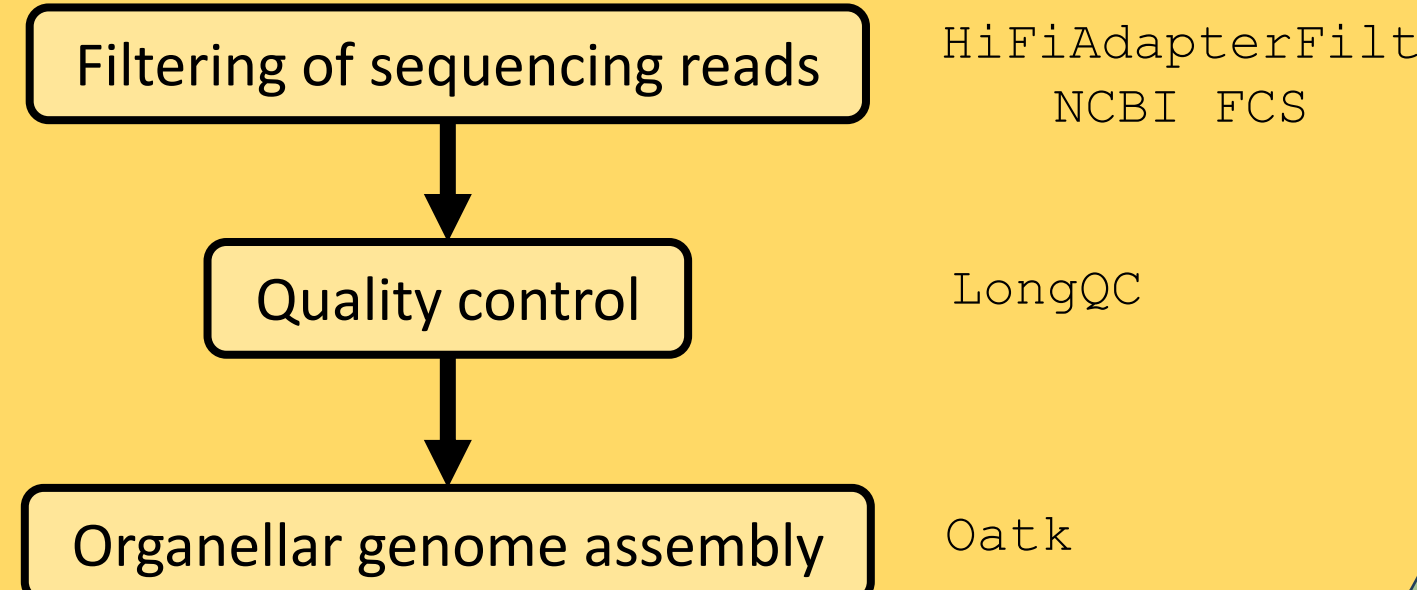 Filtering of sequencing reads
HiFiAdapterFilt
NCBI FCS
Quality control
LongQC
Organellar genome assembly
Oatk